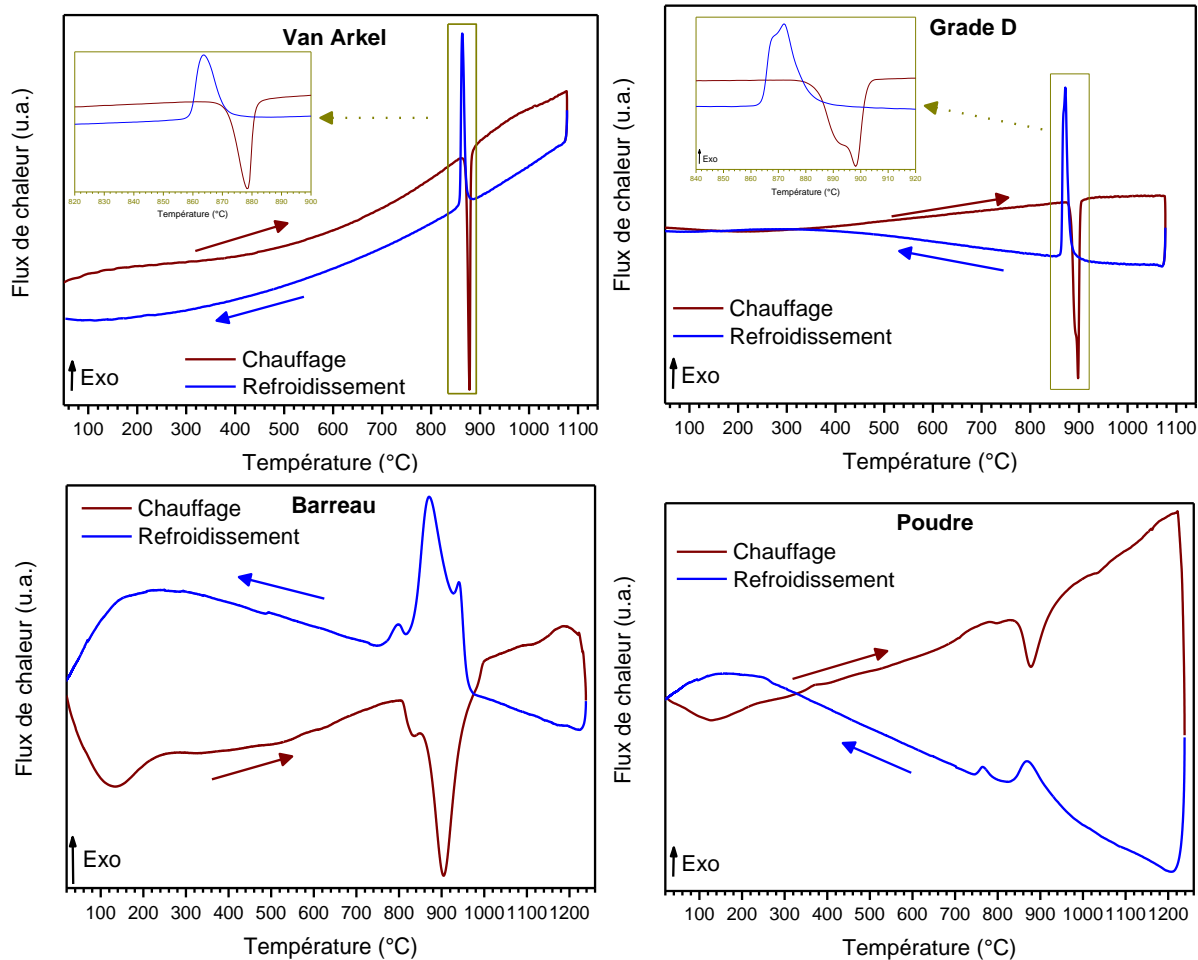 Van Arkel
Flux de chaleur (u.a.)
820 830 840 850 860 870 880 890 900
Température (°C)
Chauffage
Refroidissement
Exo
100 200 300 400 500 600 700 800 900 1000 1100
Température (°C)
Grade D
Flux de chaleur (u.a.)
Exo
840 850 860 870 880 890 900 910 920
Température (°C)
Chauffage
Refroidissement
Exo
100 200 300 400 500 600 700 800 900 1000 1100
Température (°C)
Barreau
Chauffage
Refroidissement
Flux de chaleur (u.a.)
Exo
100 200 300 400 500 600 700 800 900 1000 1100 1200
Température (°C)
Poudre
Chauffage
Refroidissement
Flux de chaleur (u.a.)
Exo
100 200 300 400 500 600 700 800 900 1000 1100 1200
Température (°C)